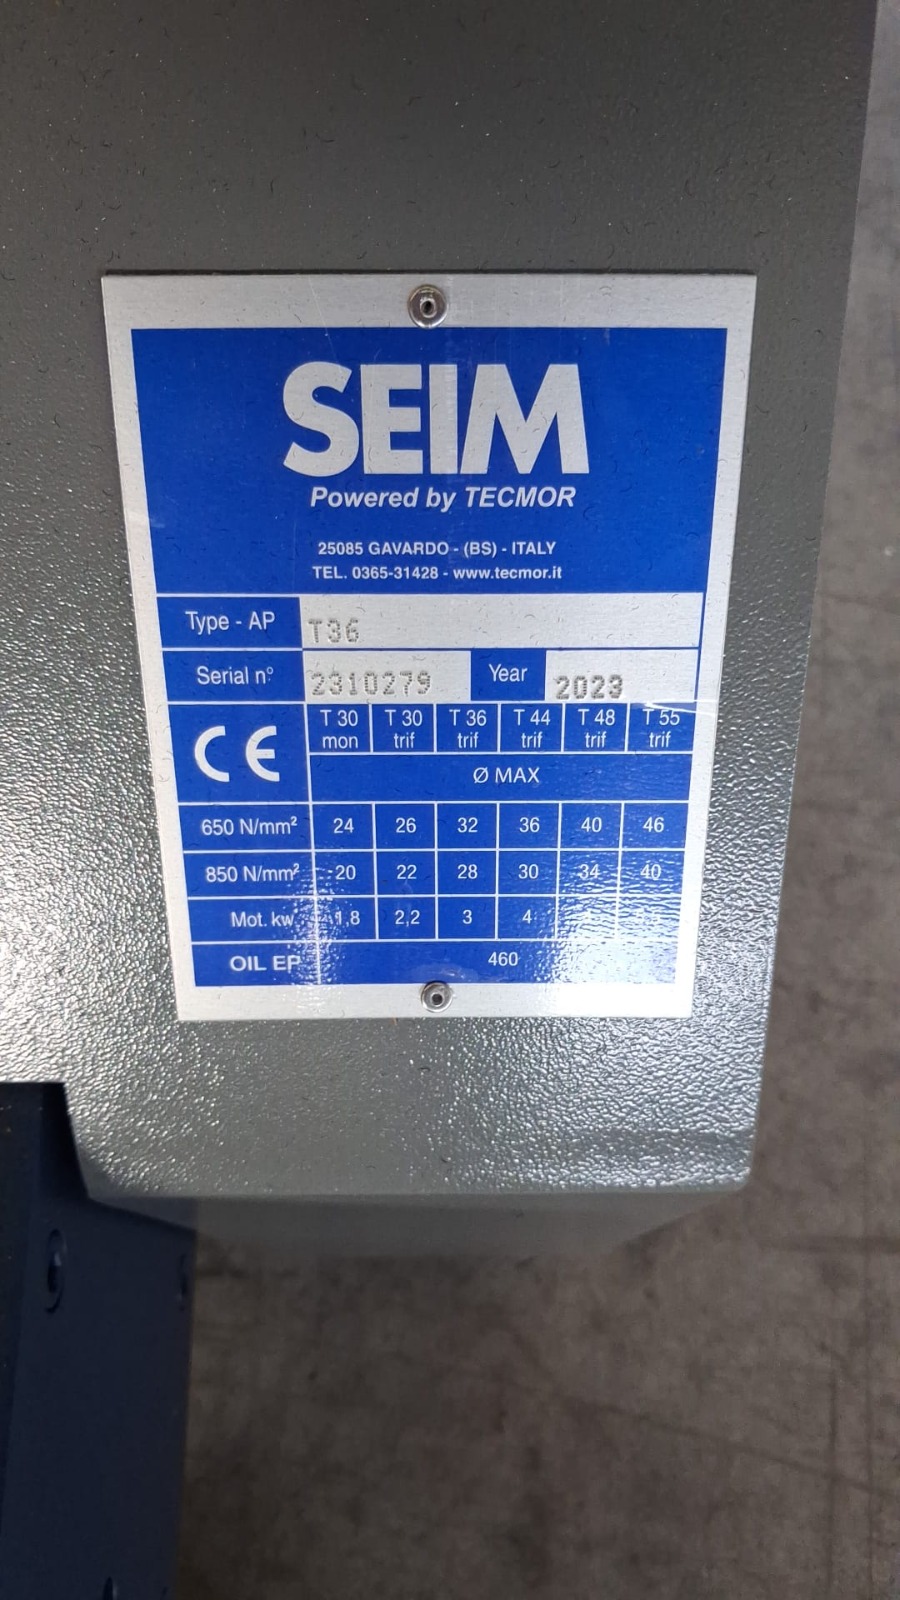 SEIM
Powered by TECMOR
25085 GAVARDO - (BS) - ITALY
TEL. 0365-31428 - www.tecmor.it
Type - AP T36
Serial n° 2310279 Year 2023
CE T 30 mon T 30 trif T 36 trif T 44 trif T 48 trif T 55 trif
Ø MAX
650 N/mm² 24 26 32 36 40 46
850 N/mm² 20 22 28 30 34 40
Mot. kw 1,8 2,2 3 4
OIL EP 460